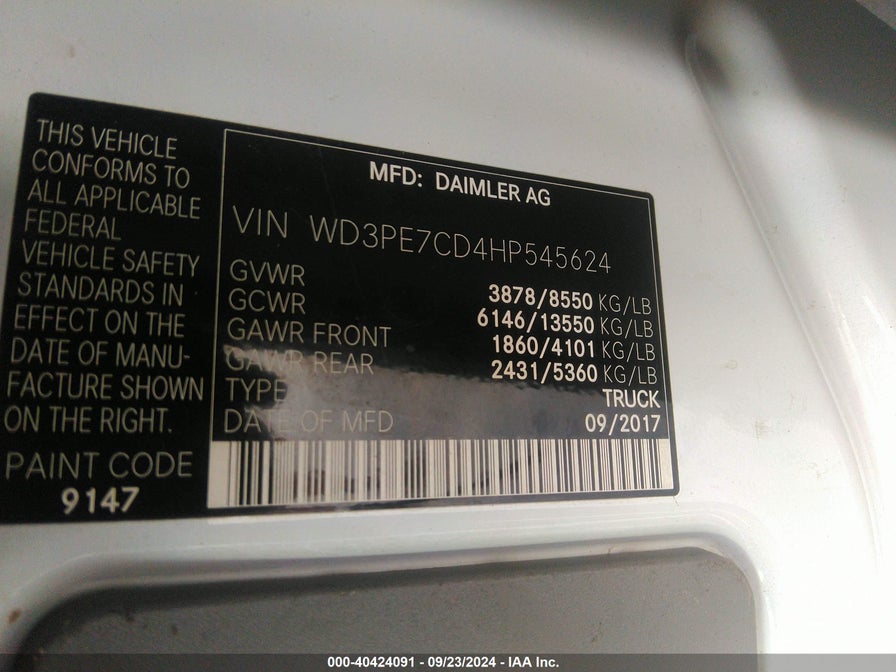 THIS VEHICLE
CONFORMS TO
ALL APPLICABLE
FEDERAL
VEHICLE SAFETY
STANDARDS IN
EFFECT ON THE
DATE OF MANU-
FACTURE SHOWN
ON THE RIGHT.
PAINT CODE
9147
MFD: DAIMLER AG
VIN WD3PE7CD4HP545624
GVWR 3878/8550 KG/LB
GCWR 6146/13550 KG/LB
GAWR FRONT 1860/4101 KG/LB
GAWR REAR 2431/5360 KG/LB
TYPE TRUCK
DATE OF MFD 09/2017
000-40424091 - 09/23/2024 - IAA Inc.